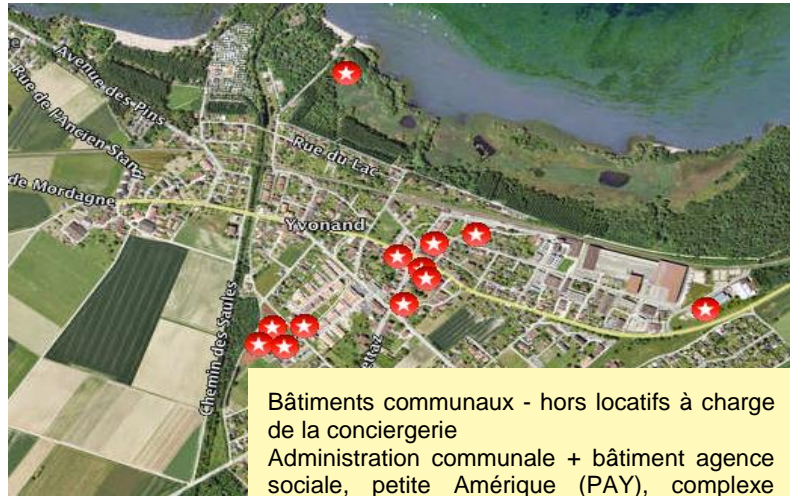 Avenue des Pins
Rue de l'Ancien Stand
Rue du Lac
de Mordagne
Yvonand
Chemin des Saules
ettaz
Bâtiments communaux - hors locatifs à charge
de la conciergerie
Administration communale + bâtiment agence
sociale, petite Amérique (PAY), complexe